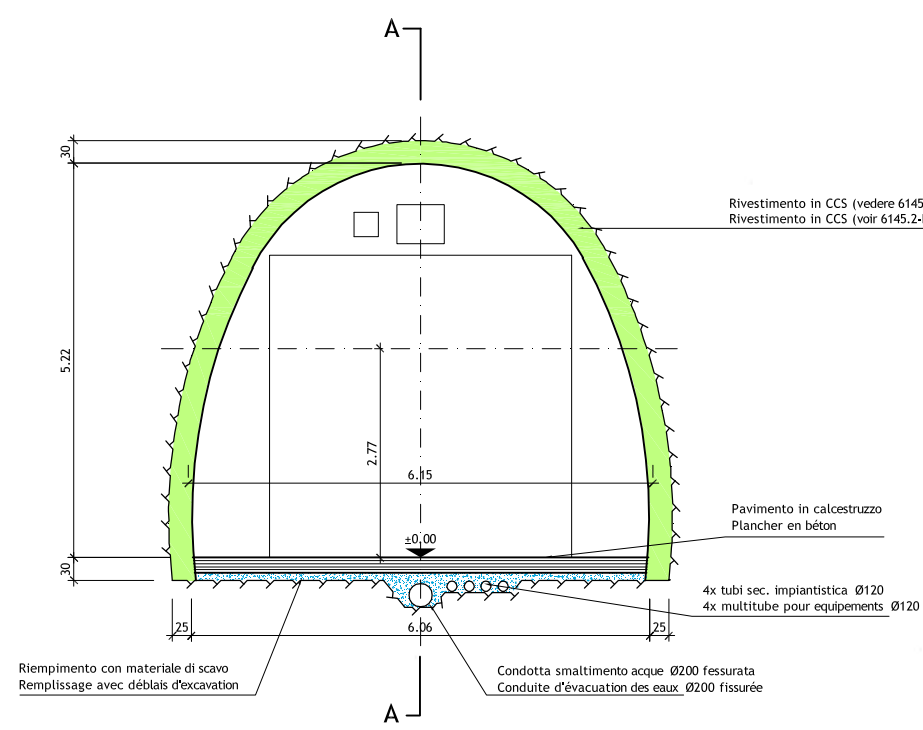 A
30
Rivestimento in CCS (vedere 6145
Rivestimento in CCS (voir 6145.2-
5.22
2.77
6.15
±0,00
Pavimento in calcestruzzo
Plancher en béton
30
4x tubi sec. impiantistica Ø120
4x multitube pour equipements Ø120
25
6.06
25
Riempimento con materiale di scavo
Remplissage avec déblais d'excavation
Condotta smaltimento acque Ø200 fessurata
Conduite d'évacuation des eaux Ø200 fissurée
A